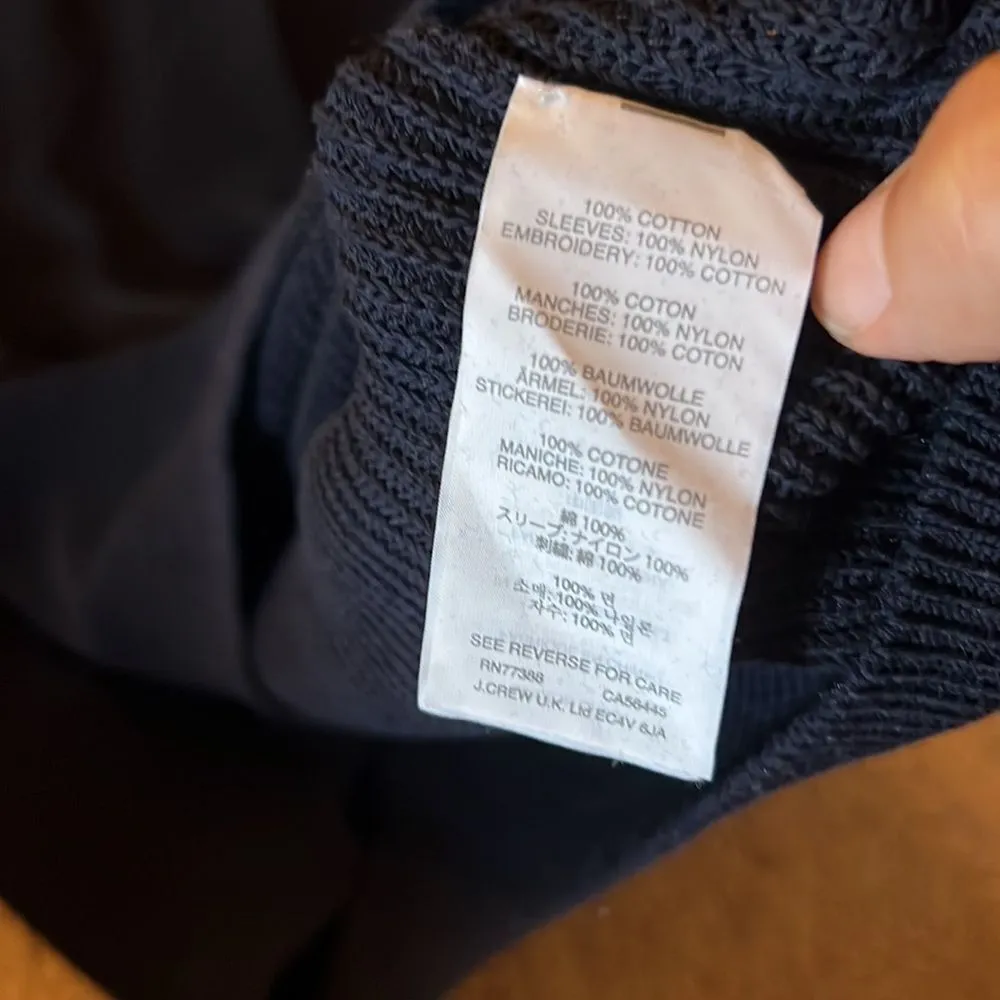 100% COTTON
SLEEVES: 100% NYLON
EMBROIDERY: 100% COTTON
100% COTON
MANCHES: 100% NYLON
BRODERIE: 100% COTON
100% BAUMWOLLE
ÄRMEL: 100% NYLON
STICKEREI: 100% BAUMWOLLE
100% COTONE
MANICHE: 100% NYLON
RICAMO: 100% COTONE
綿 100%
スリーブ: ナイロン 100%
刺繍: 綿 100%
100% 면
소매: 100% 나일론
자수: 100% 면
SEE REVERSE FOR CARE
RN77388 CA56445
J.CREW U.K. Ltd EC4V 6JA